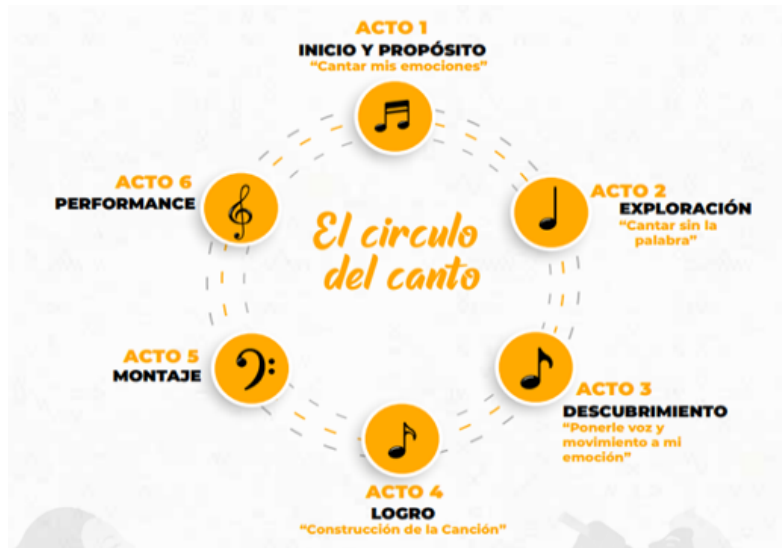 ACTO 1
INICIO Y PROPÓSITO
“Cantar mis emociones”
ACTO 2
EXPLORACIÓN
“Cantar sin la
palabra”
ACTO 3
DESCUBRIMIENTO
“Ponerle voz y
movimiento a mi
emoción”
ACTO 4
LOGRO
“Construcción de la Canción”
ACTO 5
MONTAJE
ACTO 6
PERFORMANCE
El circulo
del canto